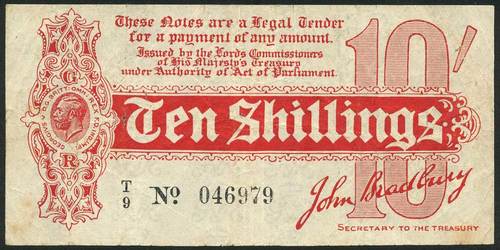 These Notes are a Legal Tender
for a payment of any amount.
Issued by the Lords Commissioners
of His Majesty's Treasury
under Authority of Act of Parliament.
10/
G
R
Ten Shillings
T
9
No. 046979
John Bradbury
10
SECRETARY TO THE TREASURY